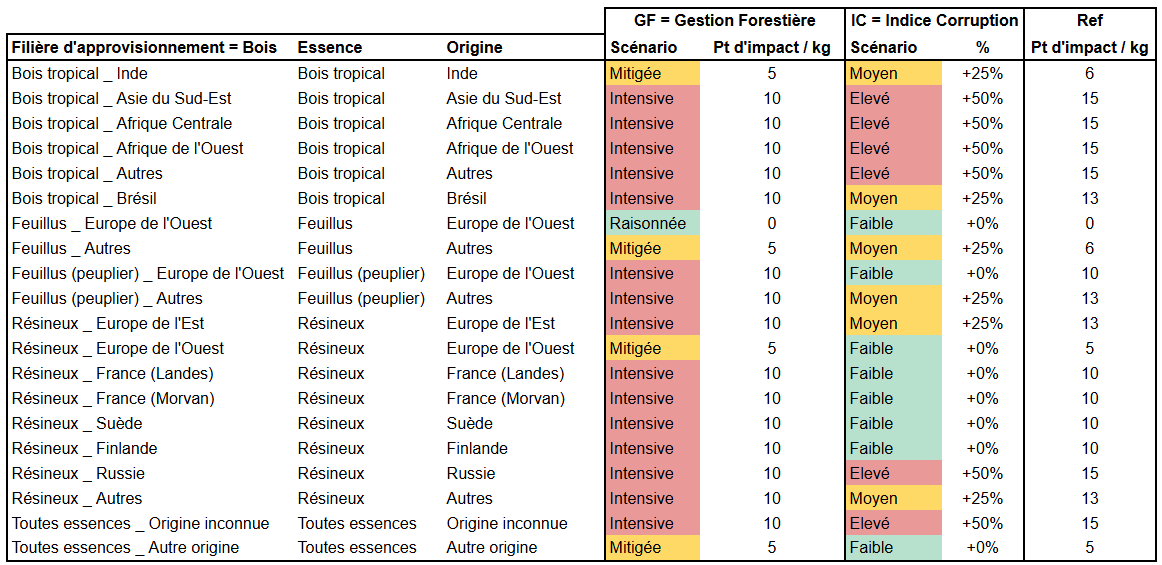 GF = Gestion Forestière IC = Indice Corruption Ref
Filière d'approvisionnement = Bois Essence Origine Scénario Pt d'impact / kg Scénario % Pt d'impact / kg
Bois tropical _ Inde Bois tropical Inde Mitigée 5 Moyen +25% 6
Bois tropical _ Asie du Sud-Est Bois tropical Asie du Sud-Est Intensive 10 Elevé +50% 15
Bois tropical _ Afrique Centrale Bois tropical Afrique Centrale Intensive 10 Elevé +50% 15
Bois tropical _ Afrique de l'Ouest Bois tropical Afrique de l'Ouest Intensive 10 Elevé +50% 15
Bois tropical _ Autres Bois tropical Autres Intensive 10 Elevé +50% 15
Bois tropical _ Brésil Bois tropical Brésil Intensive 10 Moyen +25% 13
Feuillus _ Europe de l'Ouest Feuillus Europe de l'Ouest Raisonnée 0 Faible +0% 0
Feuillus _ Autres Feuillus Autres Mitigée 5 Moyen +25% 6
Feuillus (peuplier) _ Europe de l'Ouest Feuillus (peuplier) Europe de l'Ouest Intensive 10 Faible +0% 10
Feuillus (peuplier) _ Autres Feuillus (peuplier) Autres Intensive 10 Moyen +25% 13
Résineux _ Europe de l'Est Résineux Europe de l'Est Intensive 10 Moyen +25% 13
Résineux _ Europe de l'Ouest Résineux Europe de l'Ouest Mitigée 5 Faible +0% 5
Résineux _ France (Landes) Résineux France (Landes) Intensive 10 Faible +0% 10
Résineux _ France (Morvan) Résineux France (Morvan) Intensive 10 Faible +0% 10
Résineux _ Suède Résineux Suède Intensive 10 Faible +0% 10
Résineux _ Finlande Résineux Finlande Intensive 10 Faible +0% 10
Résineux _ Russie Résineux Russie Intensive 10 Elevé +50% 15
Résineux _ Autres Résineux Autres Intensive 10 Moyen +25% 13
Toutes essences _ Origine inconnue Toutes essences Origine inconnue Intensive 10 Elevé +50% 15
Toutes essences _ Autre origine Toutes essences Autre origine Mitigée 5 Faible +0% 5